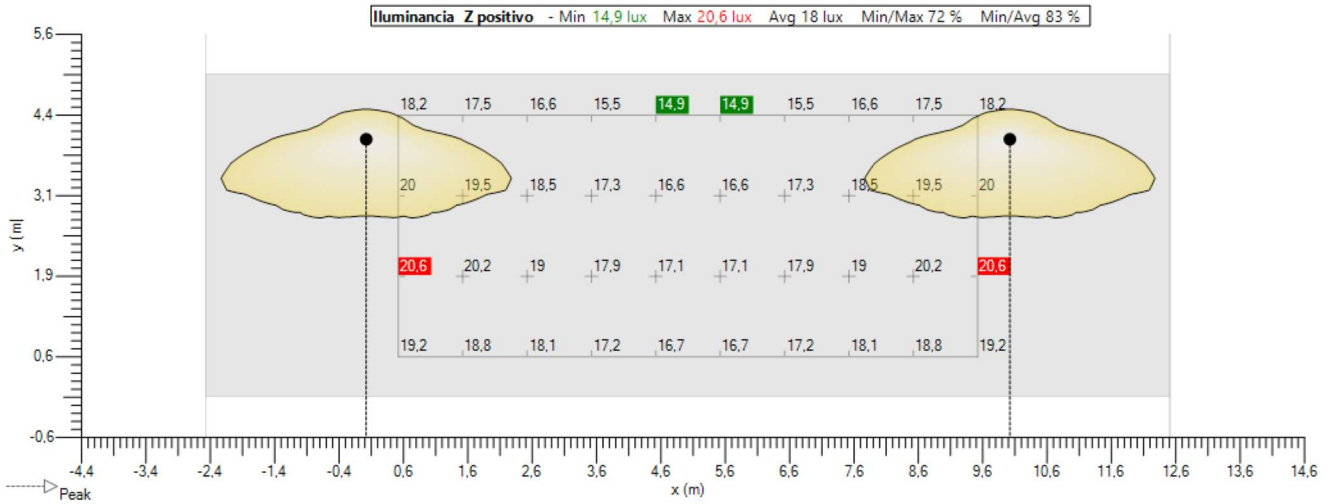 Iluminancia Z positivo - Min 14,9 lux Max 20,6 lux Avg 18 lux Min/Max 72 % Min/Avg 83 %
5,6
18,2 17,5 16,6 15,5 14,9 14,9 15,5 16,6 17,5 18,2
4,4
20 19,5 18,5 17,3 16,6 16,6 17,3 18,5 19,5 20
3,1
y (m)
20,6 20,2 19 17,9 17,1 17,1 17,9 19 20,2 20,6
1,9
19,2 18,8 18,1 17,2 16,7 16,7 17,2 18,1 18,8 19,2
0,6
-0,6
-4,4 -3,4 -2,4 -1,4 -0,4 0,6 1,6 2,6 3,6 4,6 5,6 6,6 7,6 8,6 9,6 10,6 11,6 12,6 13,6 14,6
x (m)
Peak